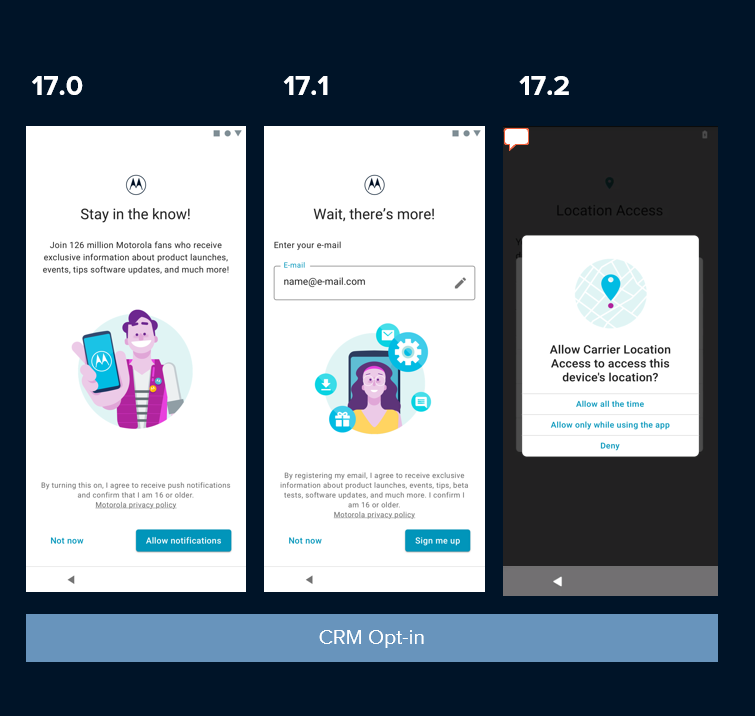 17.0
Stay in the know!
Join 126 million Motorola fans who receive
exclusive information about product launches,
events, tips software updates, and much more!
By turning this on, I agree to receive push notifications
and confirm that I am 16 or older.
Motorola privacy policy
Not now
Allow notifications
17.1
Wait, there's more!
Enter your e-mail
E-mail
name@e-mail.com
By registering my email, I agree to receive exclusive
information about product launches, events, tips, beta
tests, software updates, and much more. I confirm I
am 16 or older.
Motorola privacy policy
Not now
Sign me up
17.2
Location Access
Allow Carrier Location
Access to access this
device's location?
Allow all the time
Allow only while using the app
Deny
CRM Opt-in